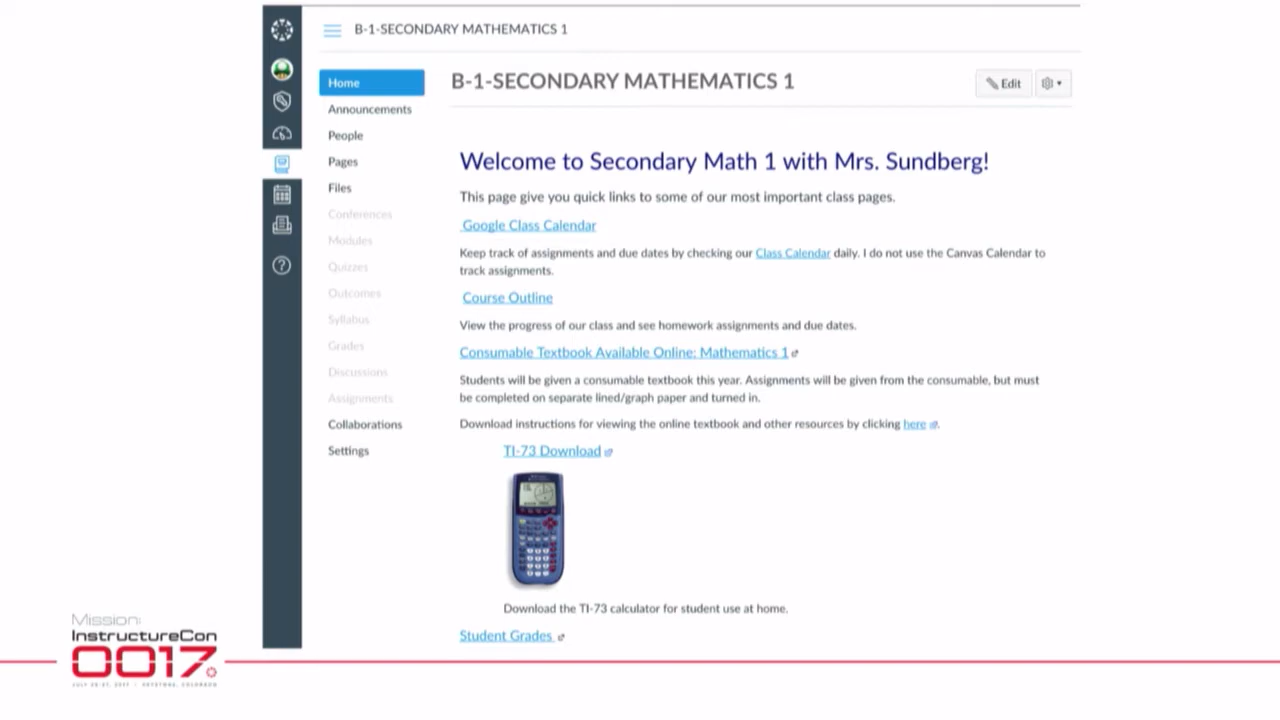 B-1-SECONDARY MATHEMATICS 1
Home
Announcements
People
Pages
Files
Conferences
Modules
Quizzes
Outcomes
Syllabus
Grades
Discussions
Assignments
Collaborations
Settings
B-1-SECONDARY MATHEMATICS 1
Edit
Welcome to Secondary Math 1 with Mrs. Sundberg!
This page give you quick links to some of our most important class pages.
Google Class Calendar
Keep track of assignments and due dates by checking our Class Calendar daily. I do not use the Canvas Calendar to
track assignments.
Course Outline
View the progress of our class and see homework assignments and due dates.
Consumable Textbook Available Online: Mathematics 1
Students will be given a consumable textbook this year. Assignments will be given from the consumable, but must
be completed on separate lined/graph paper and turned in.
Download instructions for viewing the online textbook and other resources by clicking here.
TI-73 Download
Download the TI-73 calculator for student use at home.
Student Grades
Mission:
InstructureCon
0017